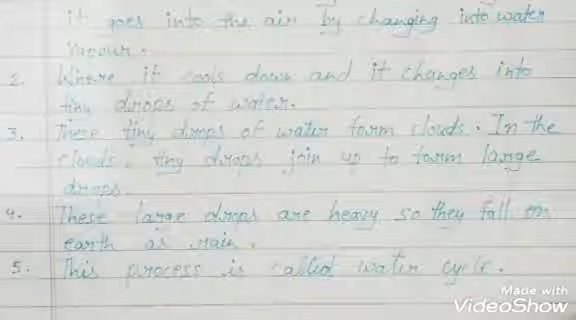 it goes into the air by changing into water
vapour.
2. Where it cools down and it changes into
tiny drops of water.
3. These tiny drops of water form clouds. In the
clouds, tiny drops join up to form large
drops.
4. These large drops are heavy so they fall on
earth as rain.
5. This process is called water cycle.
Made with
VideoShow